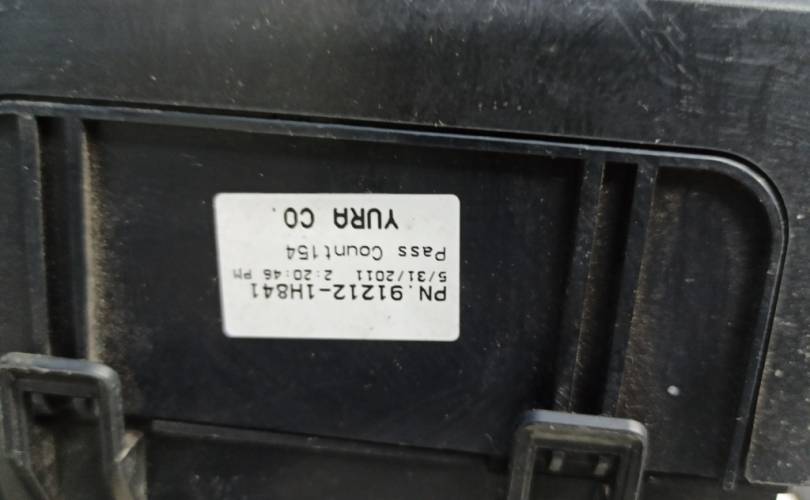 PN.91212-1H841
5/31/2011 2:20:46 PM
Pass Count154
YURA CO.